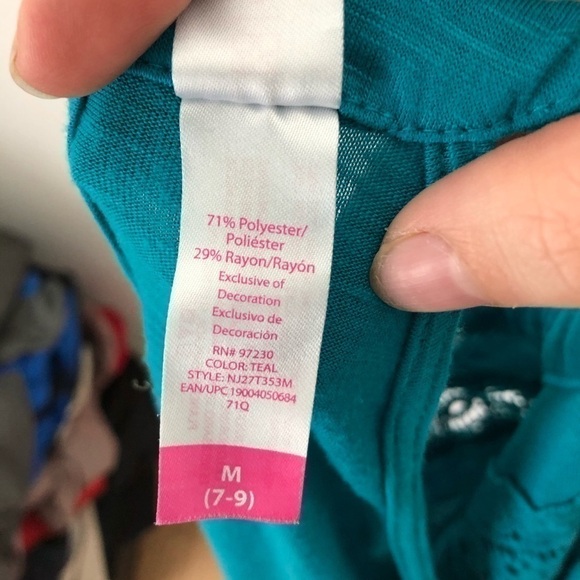 71% Polyester/
Poliéster
29% Rayon/Rayón
Exclusive of
Decoration
Exclusivo de
Decoración
RN# 97230
COLOR: TEAL
STYLE: NJ27T353M
EAN/UPC 19004050684
71Q
M
(7-9)